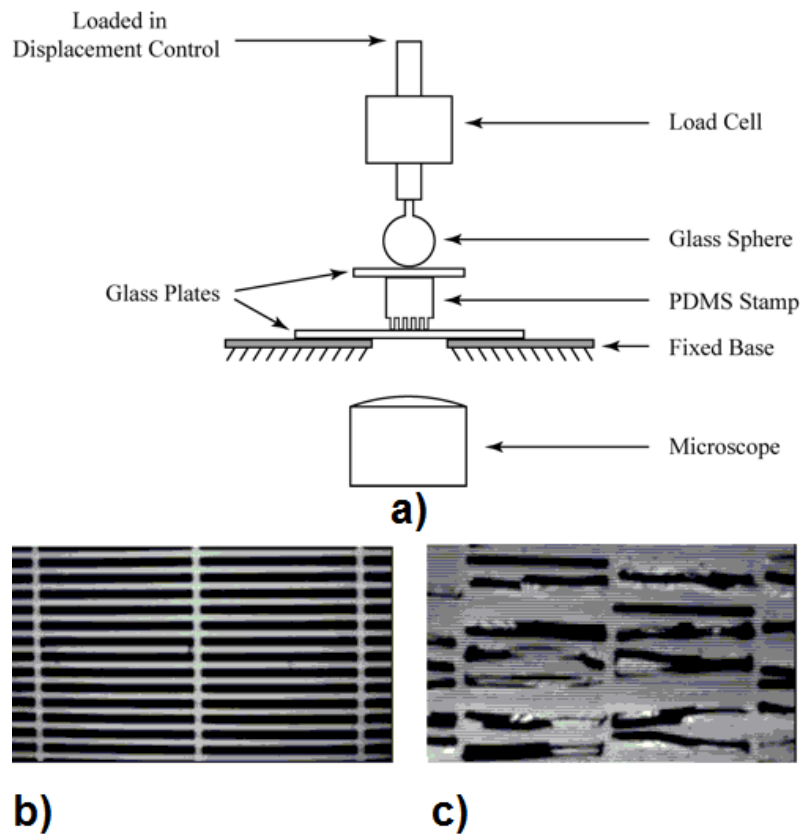 Loaded in
Displacement Control
Load Cell
Glass Sphere
Glass Plates
PDMS Stamp
Fixed Base
Microscope
a)
b)
c)